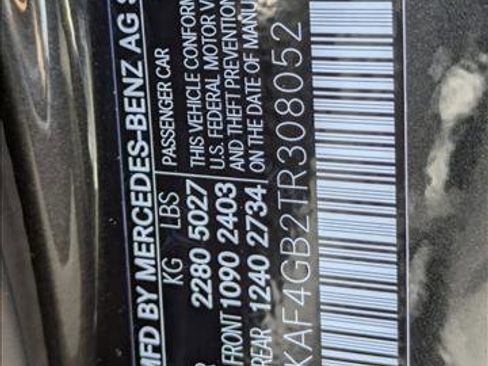 MFD BY MERCEDES-BENZ AG
KG LBS PASSENGER CAR
2280 5027 THIS VEHICLE CONFORM
U.S. FEDERAL MOTOR V
FRONT 1090 2403 AND THEFT PREVENTION
REAR 1240 2734 ON THE DATE OF MANU
KAF4GB2TR308052